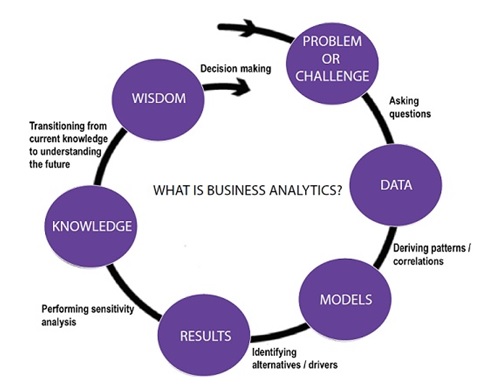 PROBLEM
OR
CHALLENGE
Decision making
WISDOM
Asking
questions
Transitioning from
current knowledge
to understanding
the future
WHAT IS BUSINESS ANALYTICS?
DATA
KNOWLEDGE
Deriving patterns /
correlations
MODELS
Performing sensitivity
analysis
RESULTS
Identifying
alternatives / drivers